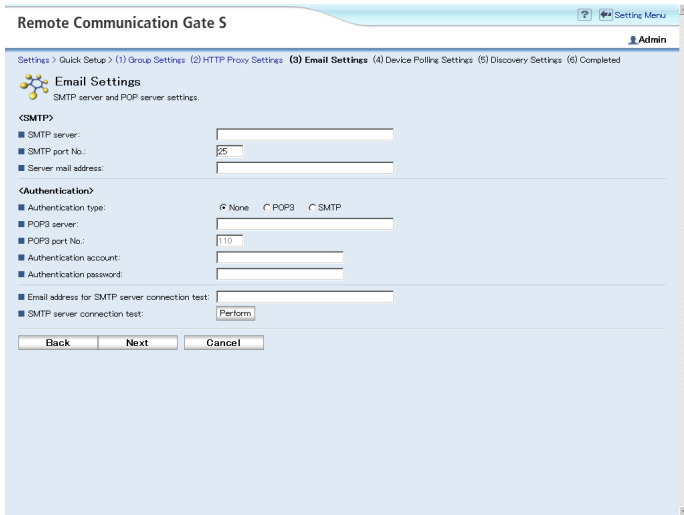 Remote Communication Gate S
? Setting Menu
Admin
Settings > Quick Setup > (1) Group Settings (2) HTTP Proxy Settings (3) Email Settings (4) Device Polling Settings (5) Discovery Settings (6) Completed
Email Settings
SMTP server and POP server settings.
<SMTP>
SMTP server:
SMTP port No.: 25
Server mail address:
<Authentication>
Authentication type: None POP3 SMTP
POP3 server:
POP3 port No.: 110
Authentication account:
Authentication password:
Email address for SMTP server connection test:
SMTP server connection test: Perform
Back Next Cancel